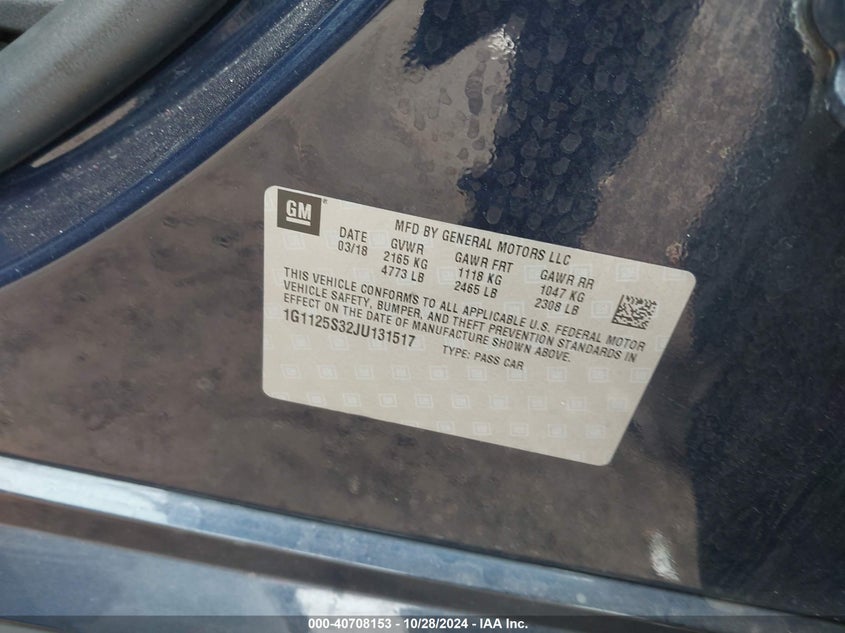 GM
MFD BY GENERAL MOTORS LLC
DATE GVWR GAWR FRT GAWR RR
03/18 2165 KG 1118 KG 1047 KG
4773 LB 2465 LB 2308 LB
THIS VEHICLE CONFORMS TO ALL APPLICABLE U.S. FEDERAL MOTOR
VEHICLE SAFETY, BUMPER, AND THEFT PREVENTION STANDARDS IN
EFFECT ON THE DATE OF MANUFACTURE SHOWN ABOVE.
1G1125S32JU131517 TYPE: PASS CAR
000-40708153 - 10/28/2024 - IAA Inc.